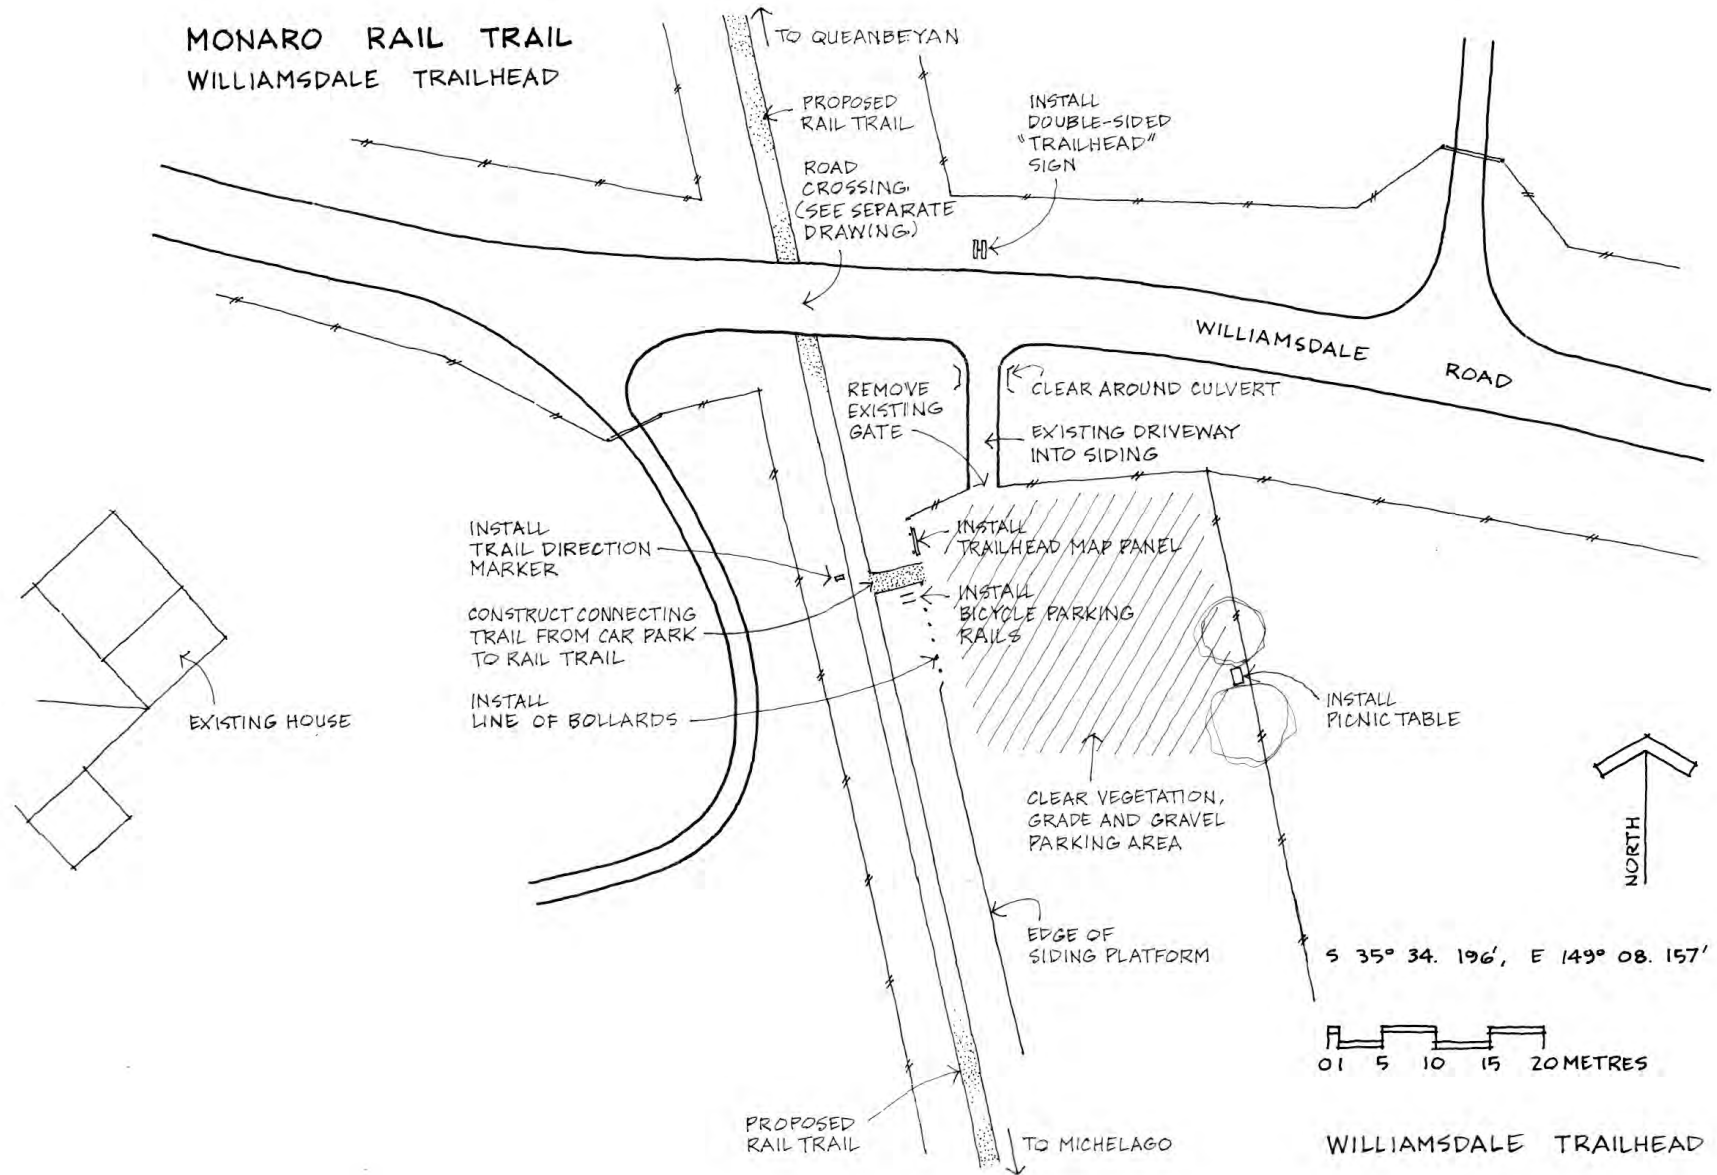 MONARO RAIL TRAIL
WILLIAMSDALE TRAILHEAD
TO QUEANBEYAN
PROPOSED
RAIL TRAIL
INSTALL
DOUBLE-SIDED
"TRAILHEAD"
SIGN
ROAD
CROSSING.
(SEE SEPARATE
DRAWING)
WILLIAMSDALE ROAD
REMOVE
EXISTING
GATE
CLEAR AROUND CULVERT
EXISTING DRIVEWAY
INTO SIDING
INSTALL
TRAIL DIRECTION
MARKER
INSTALL
TRAILHEAD MAP PANEL
CONSTRUCT CONNECTING
TRAIL FROM CAR PARK
TO RAIL TRAIL
INSTALL
BICYCLE PARKING
RAILS
INSTALL
LINE OF BOLLARDS
EXISTING HOUSE
INSTALL
PICNIC TABLE
CLEAR VEGETATION,
GRADE AND GRAVEL
PARKING AREA
NORTH
EDGE OF
SIDING PLATFORM
S 35° 34. 196', E 149° 08. 157'
0 1 5 10 15 20 METRES
PROPOSED
RAIL TRAIL
TO MICHELAGO
WILLIAMSDALE TRAILHEAD